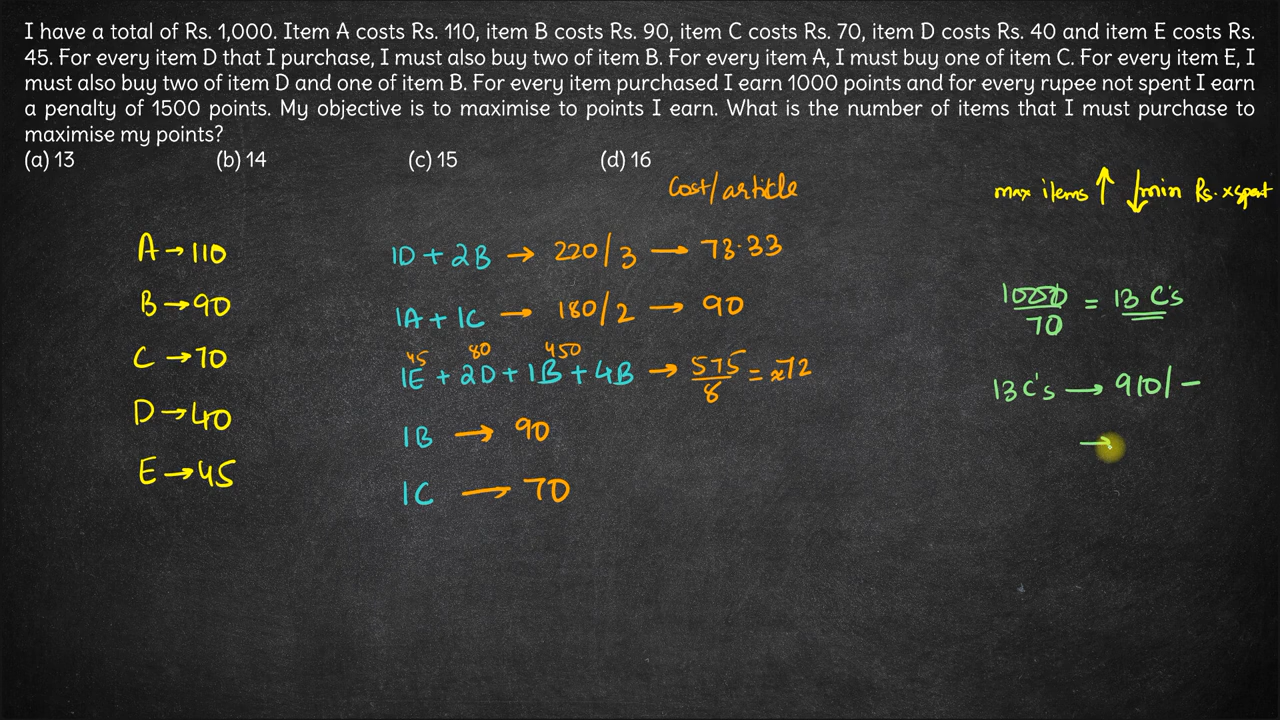 I have a total of Rs. 1,000. Item A costs Rs. 110, item B costs Rs. 90, item C costs Rs. 70, item D costs Rs. 40 and item E costs Rs.
45. For every item D that I purchase, I must also buy two of item B. For every item A, I must buy one of item C. For every item E, I
must also buy two of item D and one of item B. For every item purchased I earn 1000 points and for every rupee not spent I earn
a penalty of 1500 points. My objective is to maximise to points I earn. What is the number of items that I must purchase to
maximise my points?
(a) 13 (b) 14 (c) 15 (d) 16
cost/article
max items ↑ ↓min Rs. x spent
A → 110
B → 90
C → 70
D → 40
E → 45
1D + 2B → 220/3 → 73.33
1A + 1C → 180/2 → 90
45 80 450
1E + 2D + 1B + 4B → 575/8 = ≈72
1B → 90
1C → 70
1000/70 = 13 C's
13 C's → 910/-
→